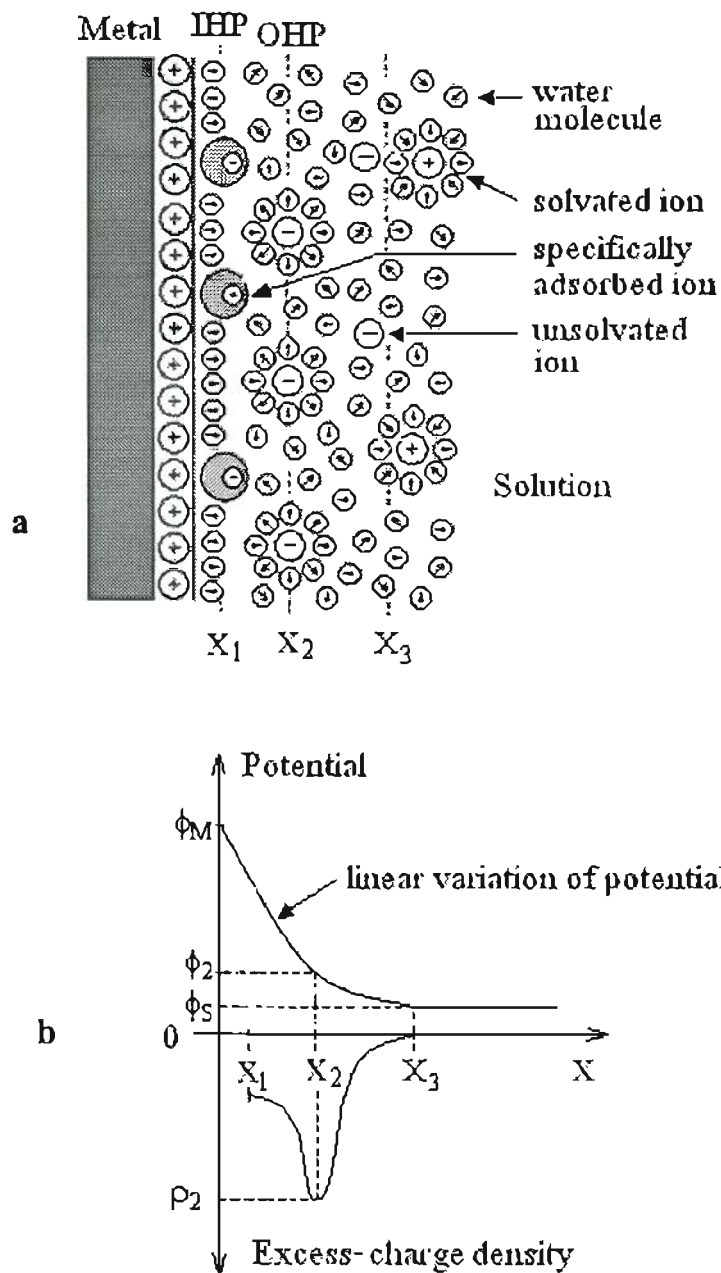 Metal IHP OHP
water
molecule
solvated ion
specifically
adsorbed ion
unsolvated
ion
Solution
a
X₁ X₂ X₃
Potential
ϕM
linear variation of potential
ϕ₂
ϕS
b
0
X₁ X₂ X₃ X
ρ₂
Excess-charge density